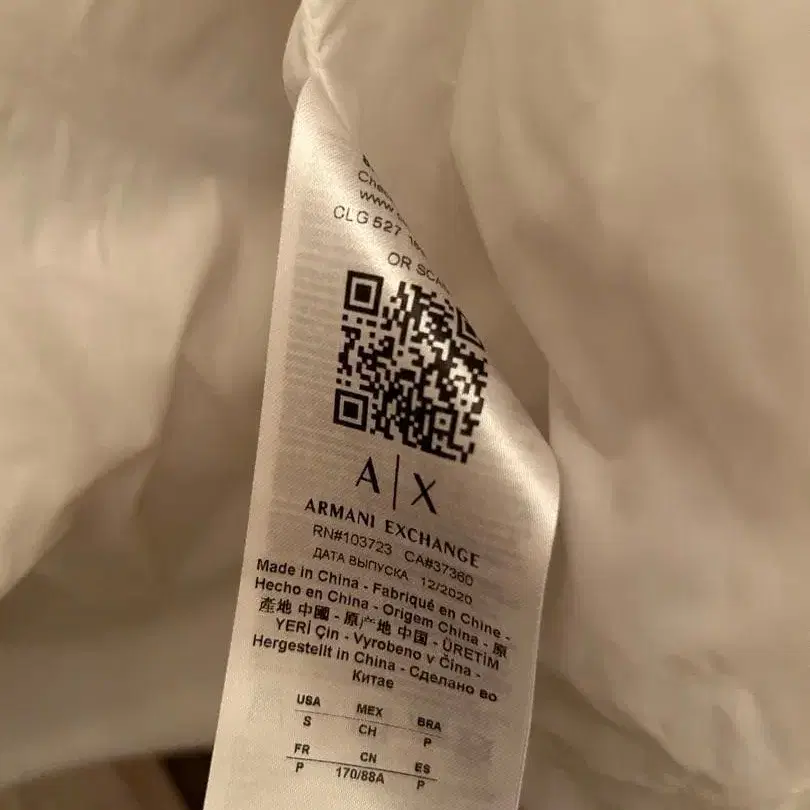 CLG 527
OR SCAN
A|X
ARMANI EXCHANGE
RN#103723 CA#37360
ДАТА ВЫПУСКА 12/2020
Made in China - Fabriqué en Chine -
Hecho en China - Origem China - 原
產地 中國 - 原产地 中国 - ÜRETİM
YERİ Çin - Vyrobeno v Čína -
Hergestellt in China - Сделано во
Китае
USA MEX BRA
S CH P
FR CN ES
P 170/88A P